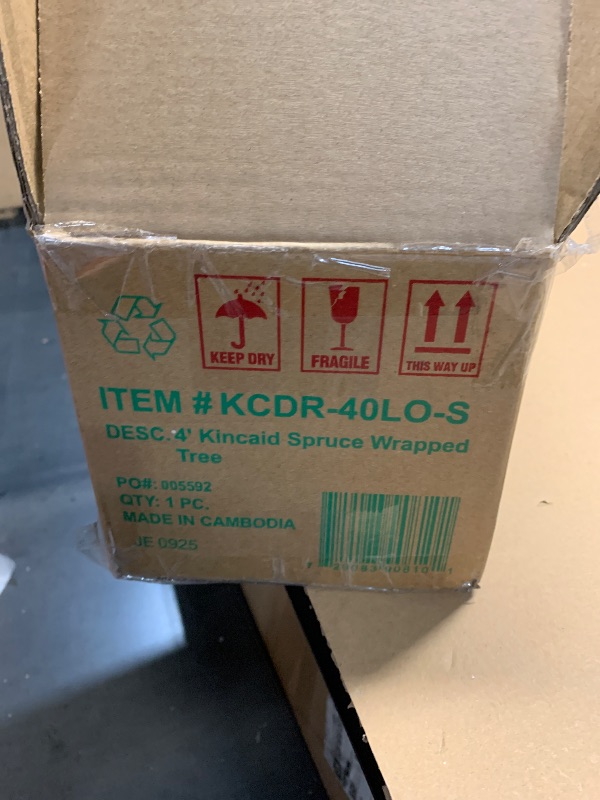 KEEP DRY
FRAGILE
THIS WAY UP
ITEM # KCDR-40LO-S
DESC. 4' Kincaid Spruce Wrapped
Tree
PO#: 005592
QTY: 1 PC.
MADE IN CAMBODIA
JE 0925